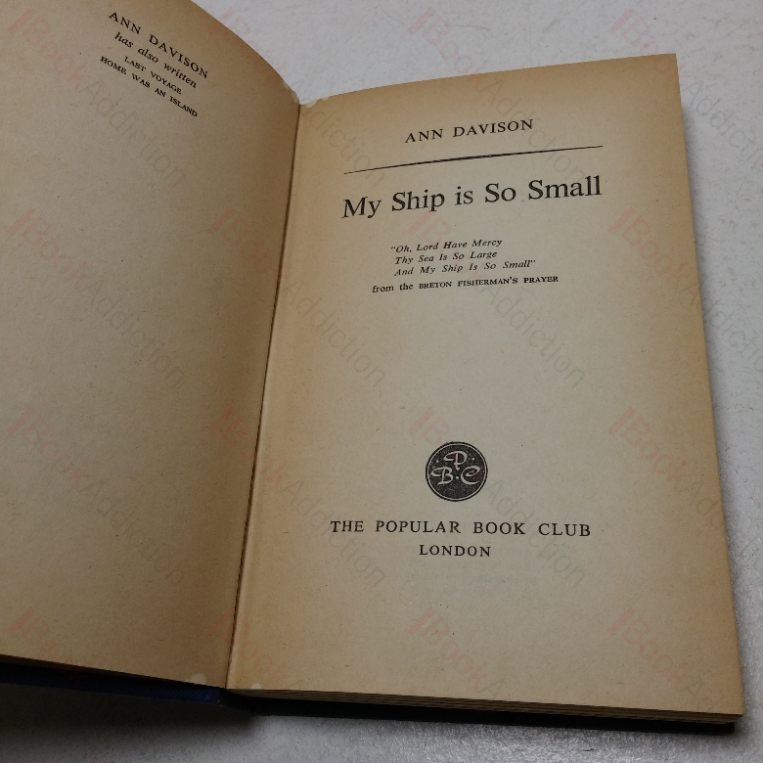 ANN DAVISON
has also written
LAST VOYAGE
HOME WAS AN ISLAND
ANN DAVISON
My Ship is So Small
"Oh, Lord Have Mercy
Thy Sea Is So Large
And My Ship Is So Small"
from the BRETON FISHERMAN'S PRAYER
P
B·C
THE POPULAR BOOK CLUB
LONDON
BookAddiction